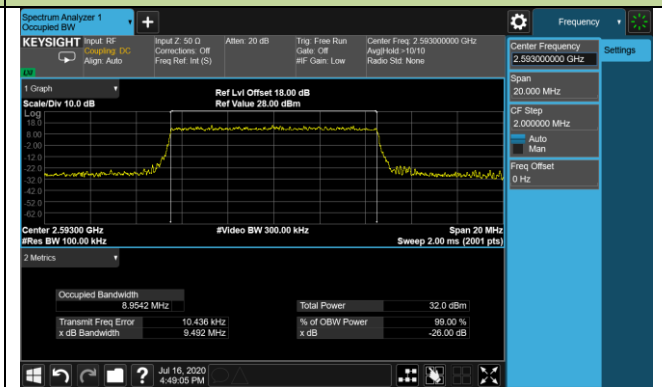 Spectrum Analyzer 1
Occupied BW
Frequency
KEYSIGHT
Input: RF
Coupling: DC
Align: Auto
Input Z: 50 Ω
Corrections: Off
Freq Ref: Int (S)
Atten: 20 dB
Trig: Free Run
Gate: Off
#IF Gain: Low
Center Freq: 2.593000000 GHz
Avg|Hold:>10/10
Radio Std: None
LU
Center Frequency
2.593000000 GHz
Settings
Span
20.000 MHz
CF Step
2.000000 MHz
Auto
Man
Freq Offset
0 Hz
1 Graph
Scale/Div 10.0 dB
Ref Lvl Offset 18.00 dB
Ref Value 28.00 dBm
Log
18.0
8.00
-2.00
-12.0
-22.0
-32.0
-42.0
-52.0
-62.0
Center 2.59300 GHz
#Video BW 300.00 kHz
Span 20 MHz
#Res BW 100.00 kHz
Sweep 2.00 ms (2001 pts)
2 Metrics
Occupied Bandwidth
8.9542 MHz
Total Power 32.0 dBm
Transmit Freq Error 10.436 kHz
% of OBW Power 99.00 %
x dB Bandwidth 9.492 MHz
x dB -26.00 dB
Jul 16, 2020
4:49:05 PM